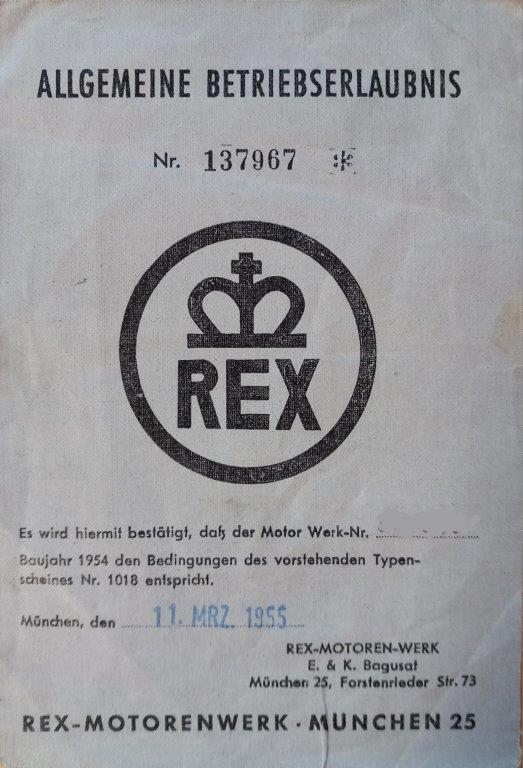 ALLGEMEINE BETRIEBSERLAUBNIS
Nr. 137967 *
REX
Es wird hiermit bestätigt, daß der Motor Werk-Nr.
Baujahr 1954 den Bedingungen des vorstehenden Typen-
scheines Nr. 1018 entspricht.
München, den 11. MRZ. 1955
REX-MOTOREN-WERK
E. & K. Bagusat
München 25, Forstenrieder Str. 73
REX-MOTORENWERK · MÜNCHEN 25